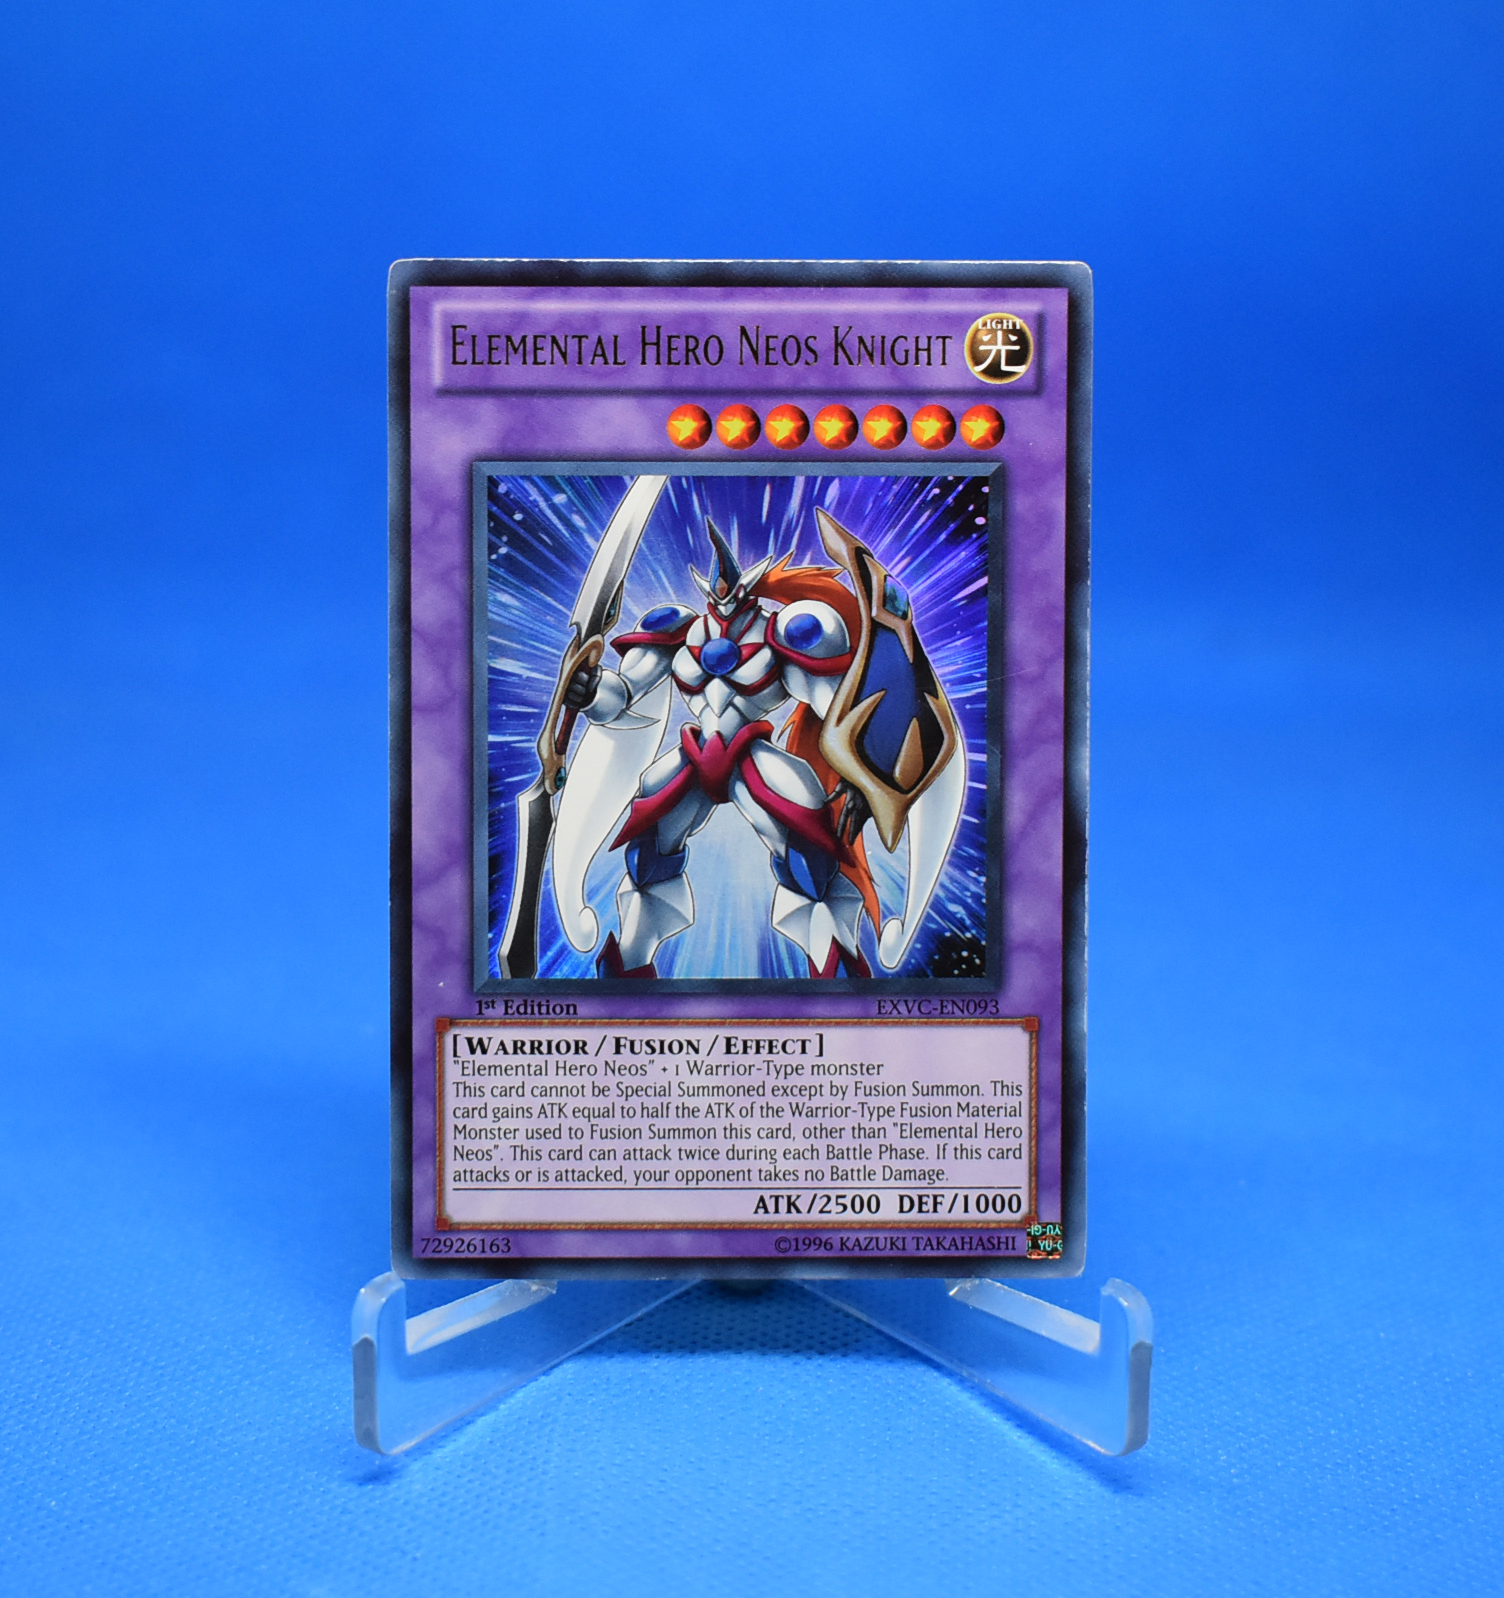 Elemental Hero Neos Knight
LIGHT
光
1st Edition
EXVC-EN093
[Warrior / Fusion / Effect]
"Elemental Hero Neos" + 1 Warrior-Type monster
This card cannot be Special Summoned except by Fusion Summon. This
card gains ATK equal to half the ATK of the Warrior-Type Fusion Material
Monster used to Fusion Summon this card, other than "Elemental Hero
Neos". This card can attack twice during each Battle Phase. If this card
attacks or is attacked, your opponent takes no Battle Damage.
ATK/2500 DEF/1000
72926163
©1996 KAZUKI TAKAHASHI